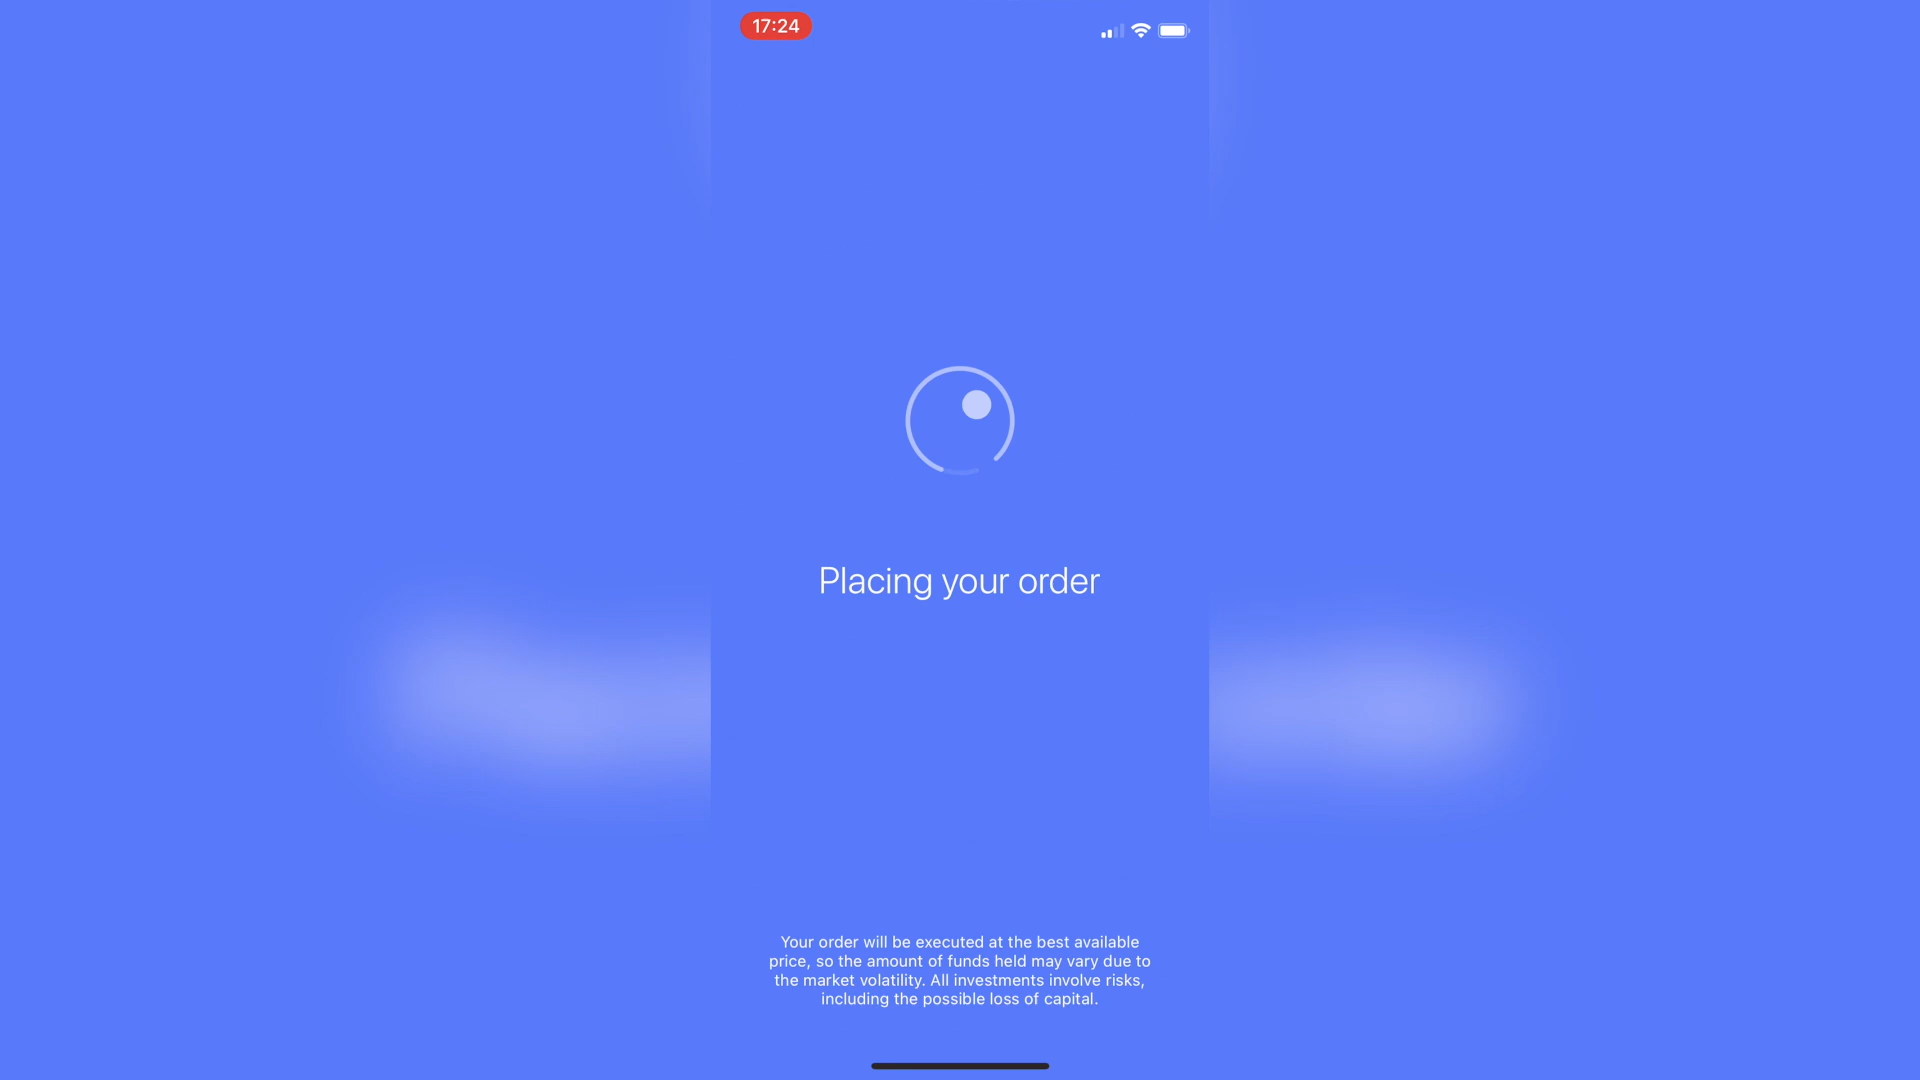 17:24
Placing your order
Your order will be executed at the best available
price, so the amount of funds held may vary due to
the market volatility. All investments involve risks,
including the possible loss of capital.